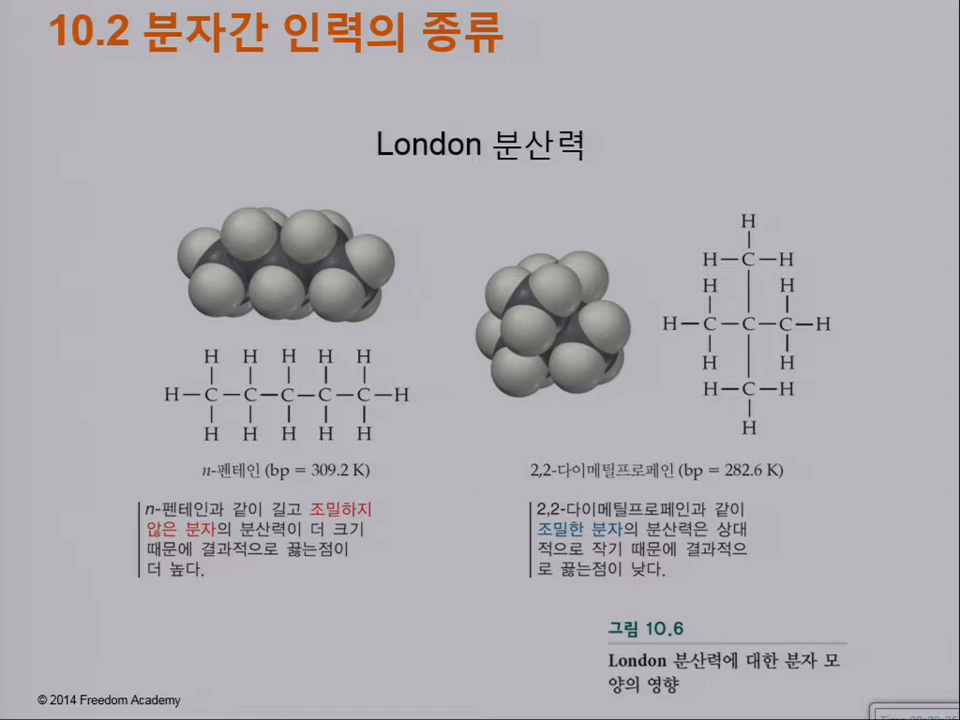 10.2 분자간 인력의 종류
London 분산력
H
H–C–H
H H
H–C–C–C–H
H H
H–C–H
H
H H H H H
H–C–C–C–C–C–H
H H H H H
n-펜테인 (bp = 309.2 K)
2,2-다이메틸프로페인 (bp = 282.6 K)
n-펜테인과 같이 길고 조밀하지
않은 분자의 분산력이 더 크기
때문에 결과적으로 끓는점이
더 높다.
2,2-다이메틸프로페인과 같이
조밀한 분자의 분산력은 상대
적으로 작기 때문에 결과적으
로 끓는점이 낮다.
그림 10.6
London 분산력에 대한 분자 모
양의 영향
© 2014 Freedom Academy